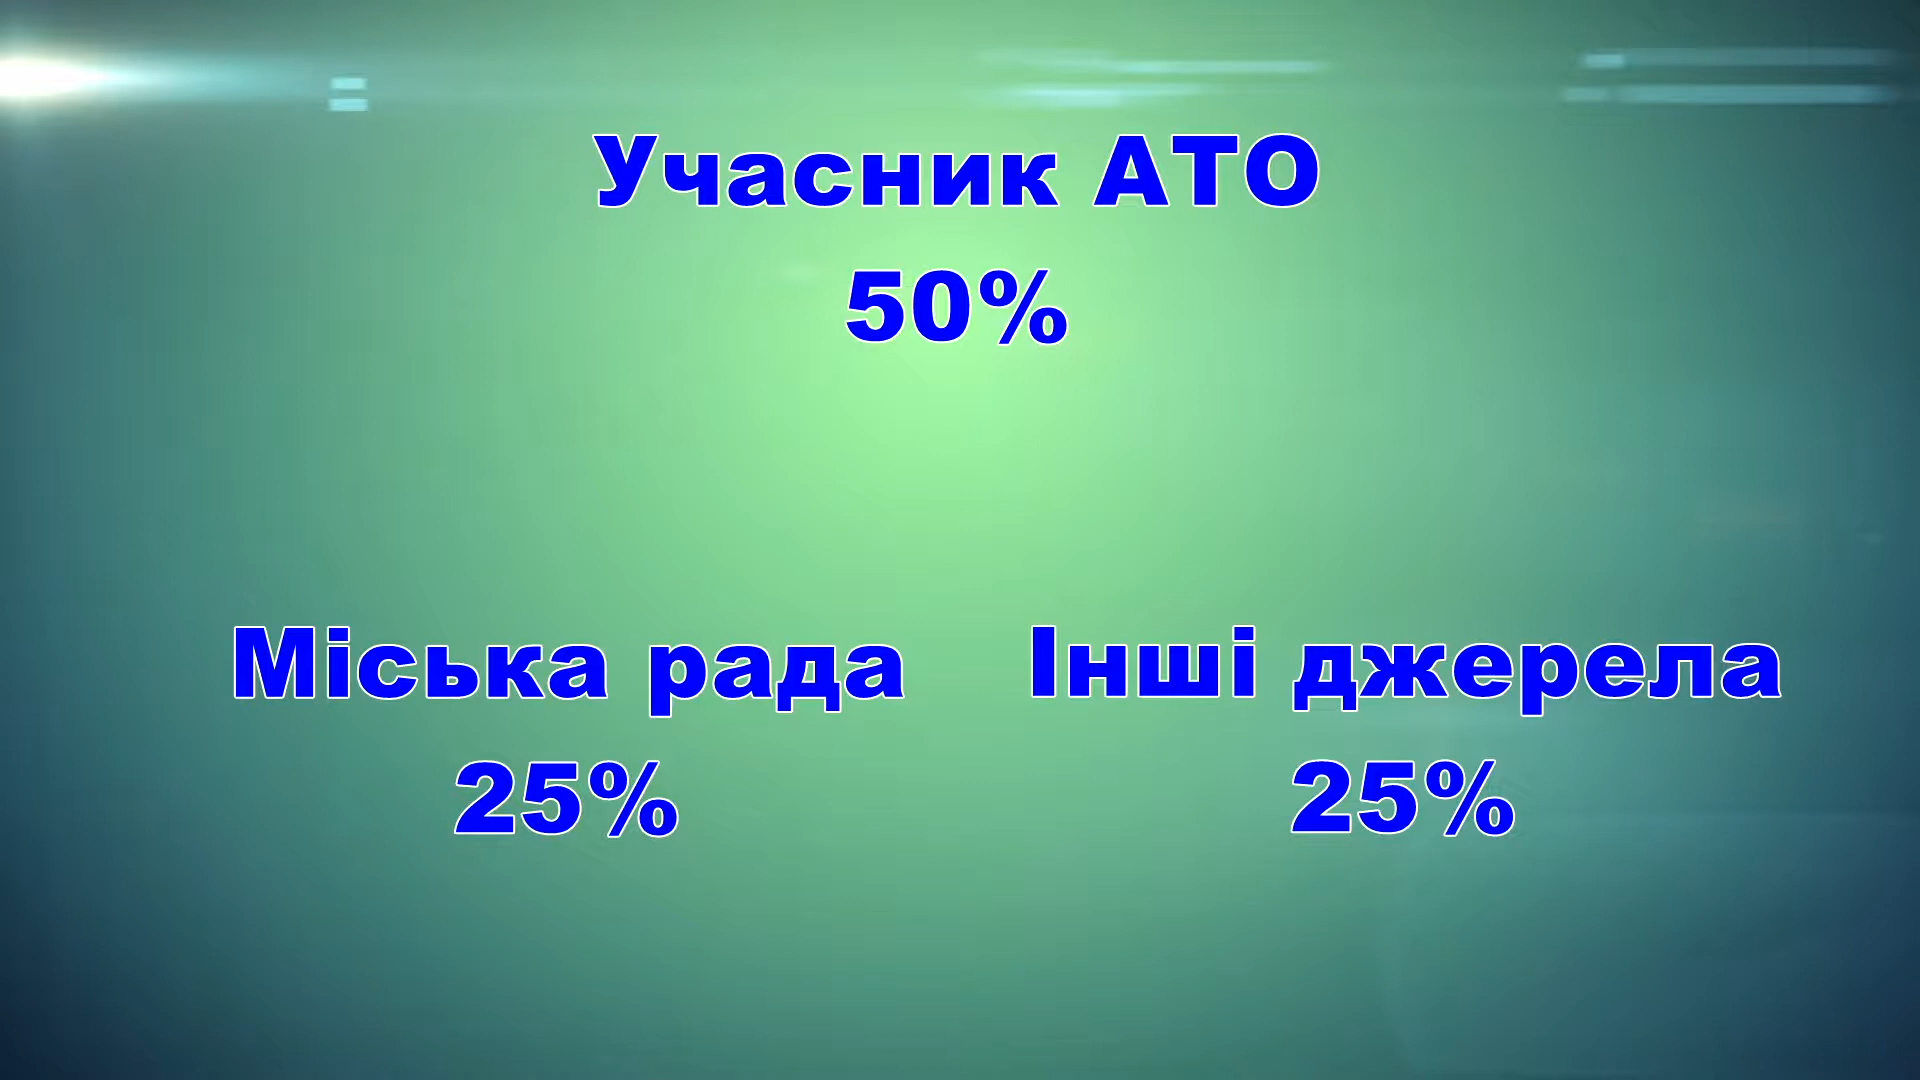 Учасник АТО
50%
Міська рада
25%
Інші джерела
25%